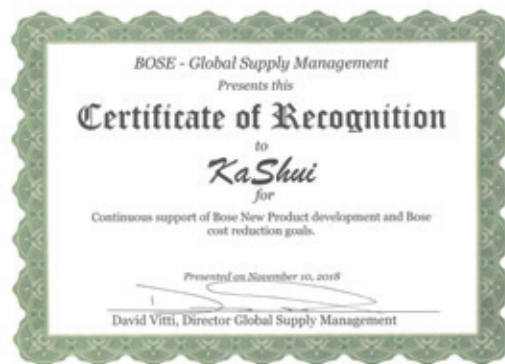 BOSE - Global Supply Management
Presents this
Certificate of Recognition
to
KaShui
for
Continuous support of Bose New Product development and Bose
cost reduction goals.
Presented on November 10, 2018
David Vitti, Director Global Supply Management